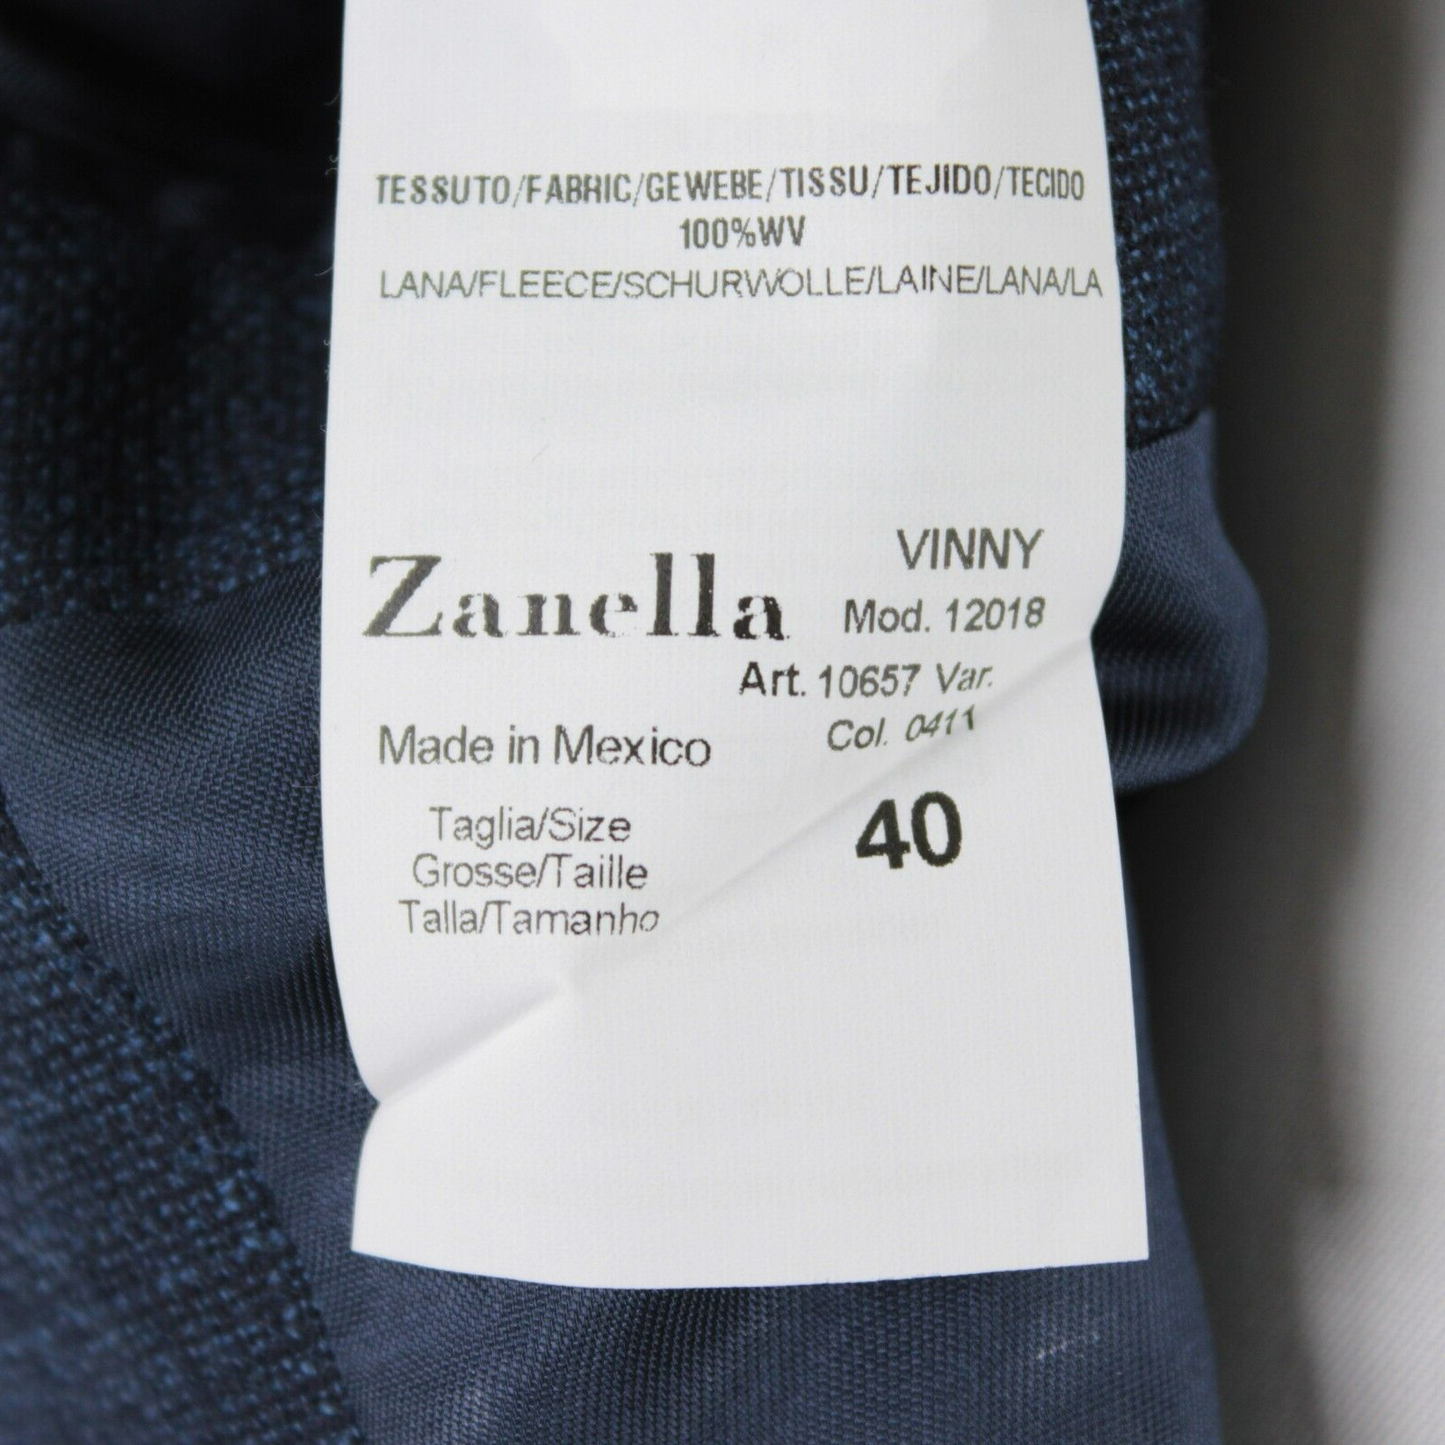 TESSUTO/FABRIC/GEWEBE/TISSU/TEJIDO/TECIDO
100%WV
LANA/FLEECE/SCHURWOLLE/LAINE/LANA/LA
Zanella
VINNY
Mod. 12018
Art. 10657 Var.
Col. 0411
Made in Mexico
Taglia/Size
Grosse/Taille
Talla/Tamanho
40